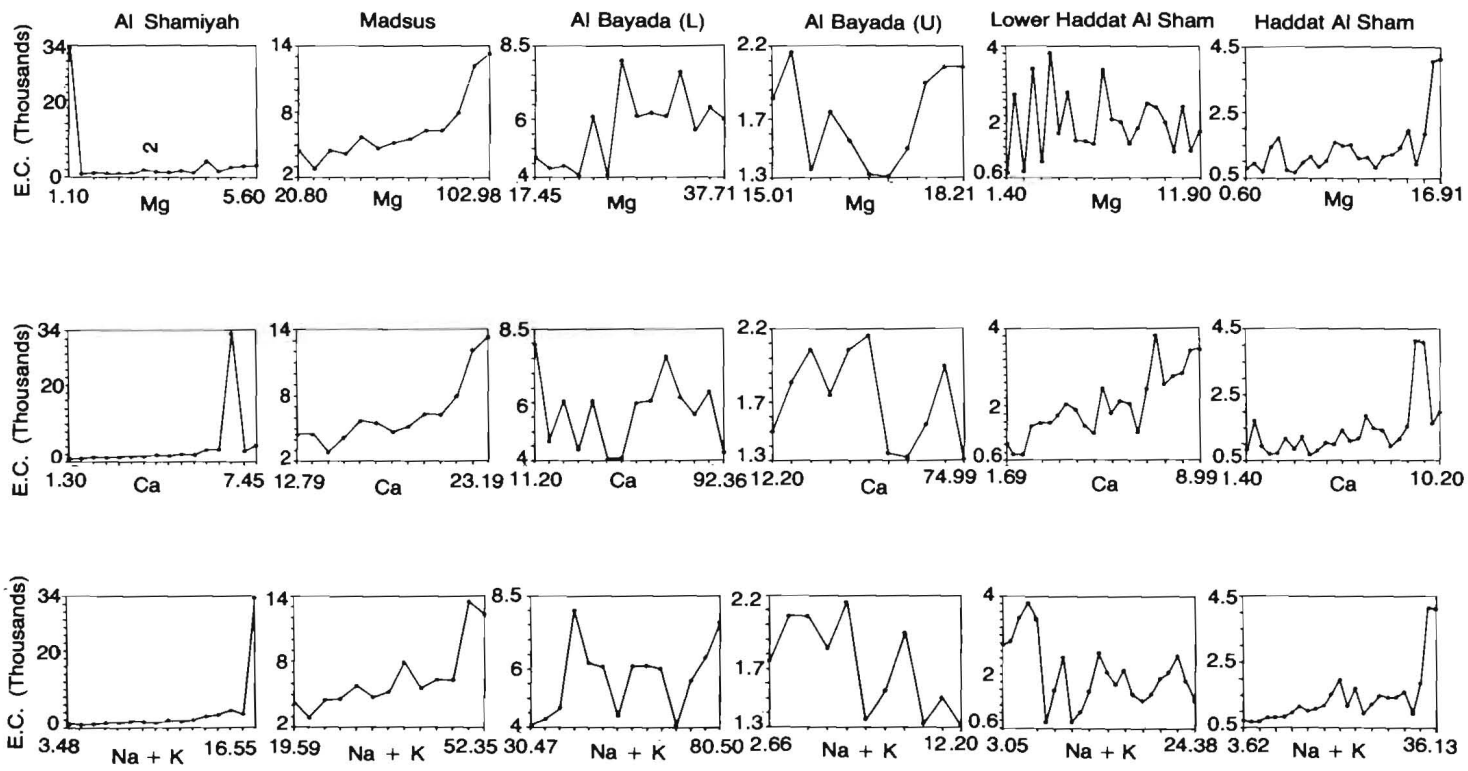 Al Shamiyah Madsus Al Bayada (L) Al Bayada (U) Lower Haddat Al Sham Haddat Al Sham
E.C. (Thousands)
34 20 10 0 2 1.10 Mg 5.60
14 8 2 20.80 Mg 102.98
8.5 6 4 17.45 Mg 37.71
2.2 1.7 1.3 15.01 Mg 18.21
4 2 0.6 1.40 Mg 11.90
4.5 2.5 1.5 0.5 0.60 Mg 16.91
E.C. (Thousands)
34 20 10 0 1.30 Ca 7.45
14 8 2 12.79 Ca 23.19
8.5 6 4 11.20 Ca 92.36
2.2 1.7 1.3 12.20 Ca 74.99
4 2 0.6 1.69 Ca 8.99
4.5 2.5 1.5 0.5 1.40 Ca 10.20
E.C. (Thousands)
34 20 10 0 3.48 Na + K 16.55
14 8 2 19.59 Na + K 52.35
8.5 6 4 30.47 Na + K 80.50
2.2 1.7 1.3 2.66 Na + K 12.20
4 2 0.6 3.05 Na + K 24.38
4.5 2.5 1.5 0.5 3.62 Na + K 36.13